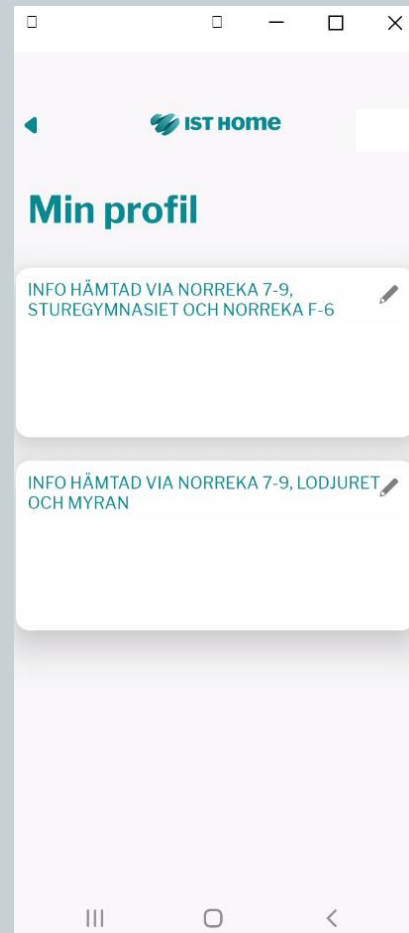 IST Home
Min profil
INFO HÄMTAD VIA NORREKA 7-9,
STUREGYMNASIET OCH NORREKA F-6
INFO HÄMTAD VIA NORREKA 7-9, LODJURET
OCH MYRAN